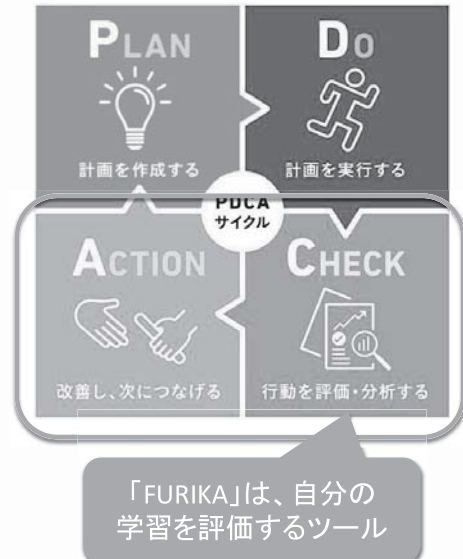 PLAN
計画を作成する
DO
計画を実行する
PDCA
サイクル
ACTION
改善し、次につなげる
CHECK
行動を評価・分析する
「FURIKA」は、自分の
学習を評価するツール